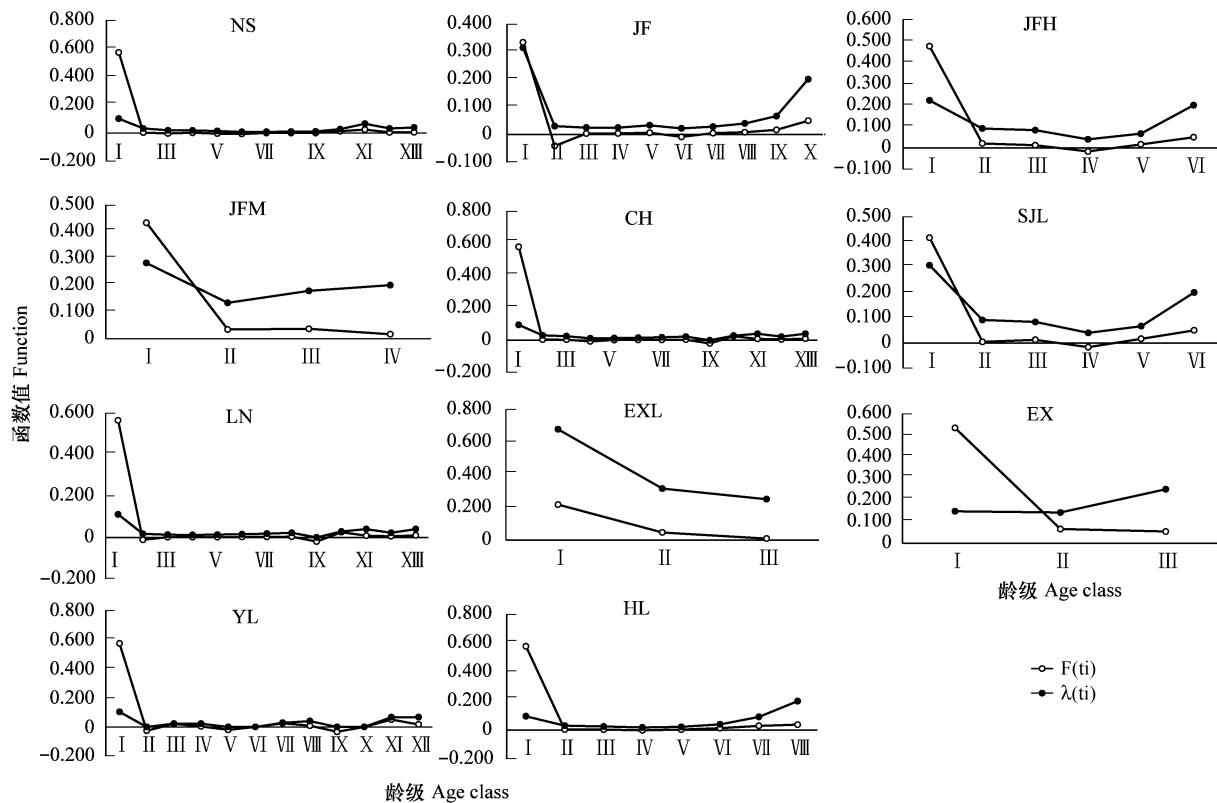 NS
0.800
0.600
0.400
0.200
0
−0.200
I III V VII IX XI XIII
JF
0.400
0.300
0.200
0.100
0
−0.100
I II III IV V VI VII VIII IX X
JFH
0.600
0.500
0.400
0.300
0.200
0.100
0
−0.100
I II III IV V VI
JFM
0.500
0.400
0.300
0.200
0.100
0
I II III IV
CH
0.800
0.600
0.400
0.200
0
−0.200
I III V VII IX XI XIII
SJL
0.500
0.400
0.300
0.200
0.100
0
−0.100
I II III IV V VI
函数值 Function
LN
0.600
0.400
0.200
0
−0.200
I III V VII IX XI XIII
EXL
0.800
0.600
0.400
0.200
0
I II III
EX
0.600
0.500
0.400
0.300
0.200
0.100
0
I II III
龄级 Age class
YL
0.800
0.600
0.400
0.200
0
−0.200
I II III IV V VI VII VIII IX X XI XII
HL
0.800
0.600
0.400
0.200
0
−0.200
I II III IV V VI VII VIII
F(ti)
λ(ti)
龄级 Age class